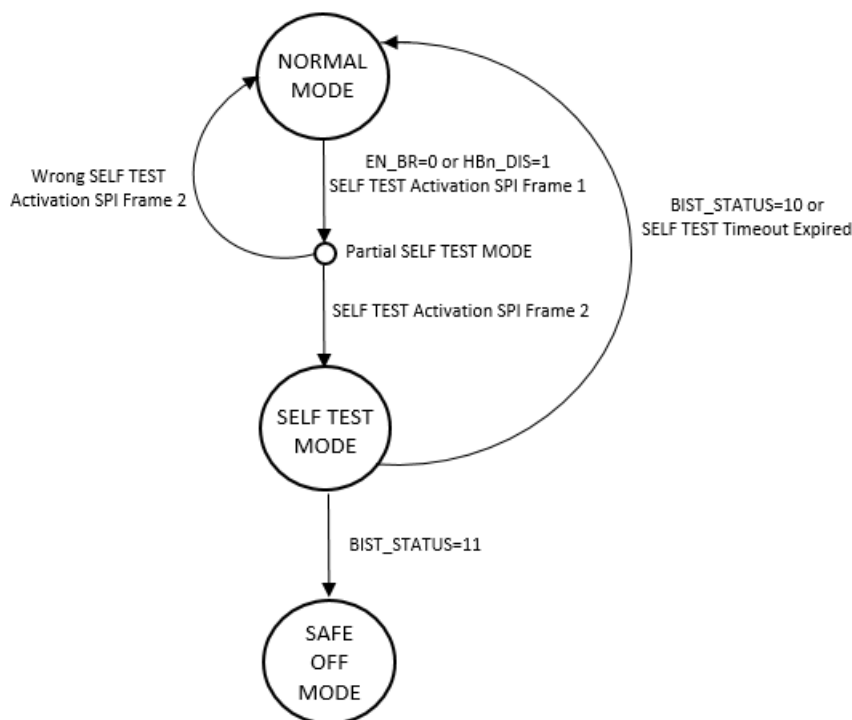 NORMAL
MODE
EN_BR=0 or HBn_DIS=1
SELF TEST Activation SPI Frame 1
Wrong SELF TEST
Activation SPI Frame 2
BIST_STATUS=10 or
SELF TEST Timeout Expired
Partial SELF TEST MODE
SELF TEST Activation SPI Frame 2
SELF TEST
MODE
BIST_STATUS=11
SAFE
OFF
MODE